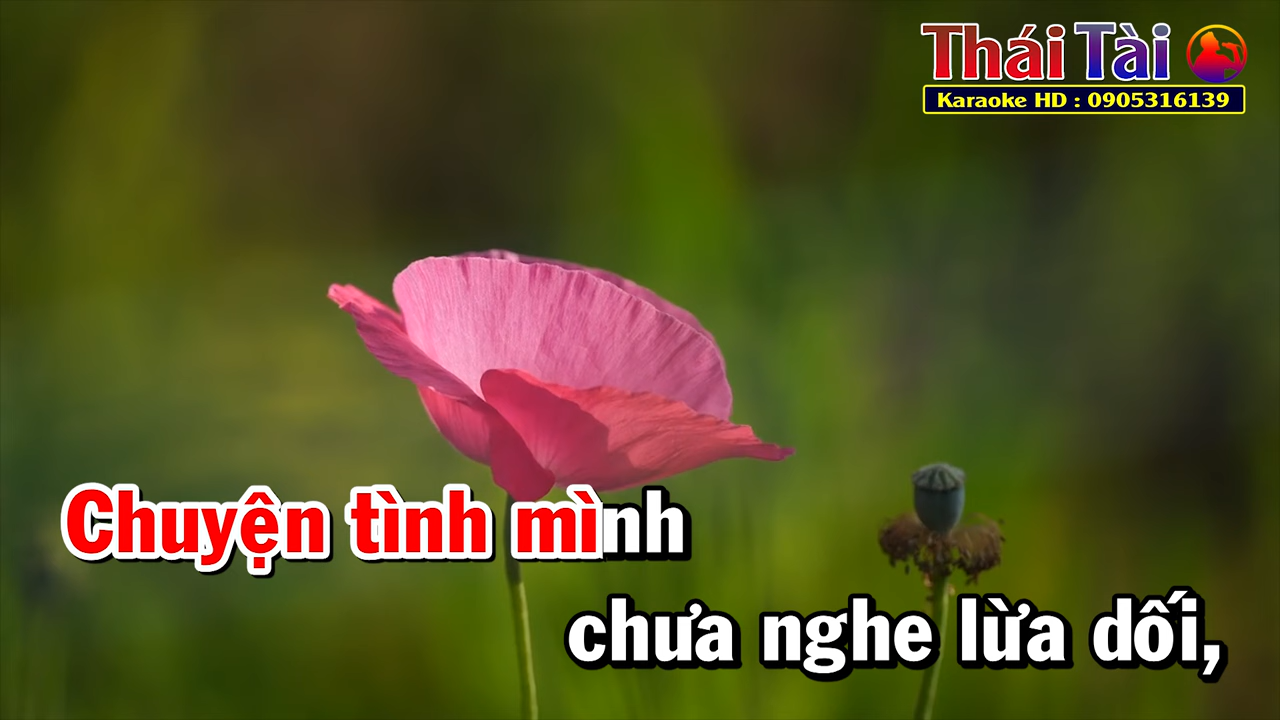 Thái Tài
Karaoke HD : 0905316139
Chuyện tình mình
chưa nghe lừa dối,